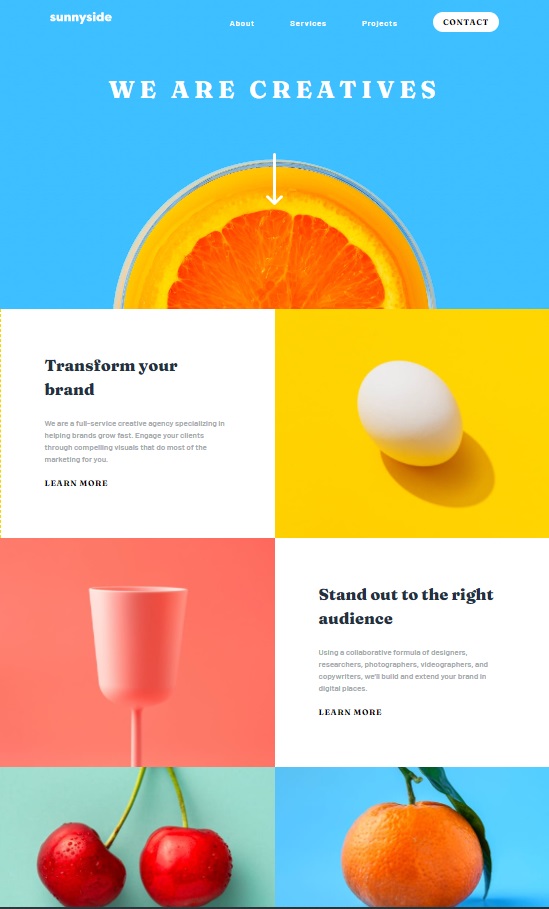 sunnyside
About Services Projects CONTACT
WE ARE CREATIVES
Transform your
brand
We are a full-service creative agency specializing in
helping brands grow fast. Engage your clients
through compelling visuals that do most of the
marketing for you.
LEARN MORE
Stand out to the right
audience
Using a collaborative formula of designers,
researchers, photographers, videographers, and
copywriters, we'll build and extend your brand in
digital places.
LEARN MORE